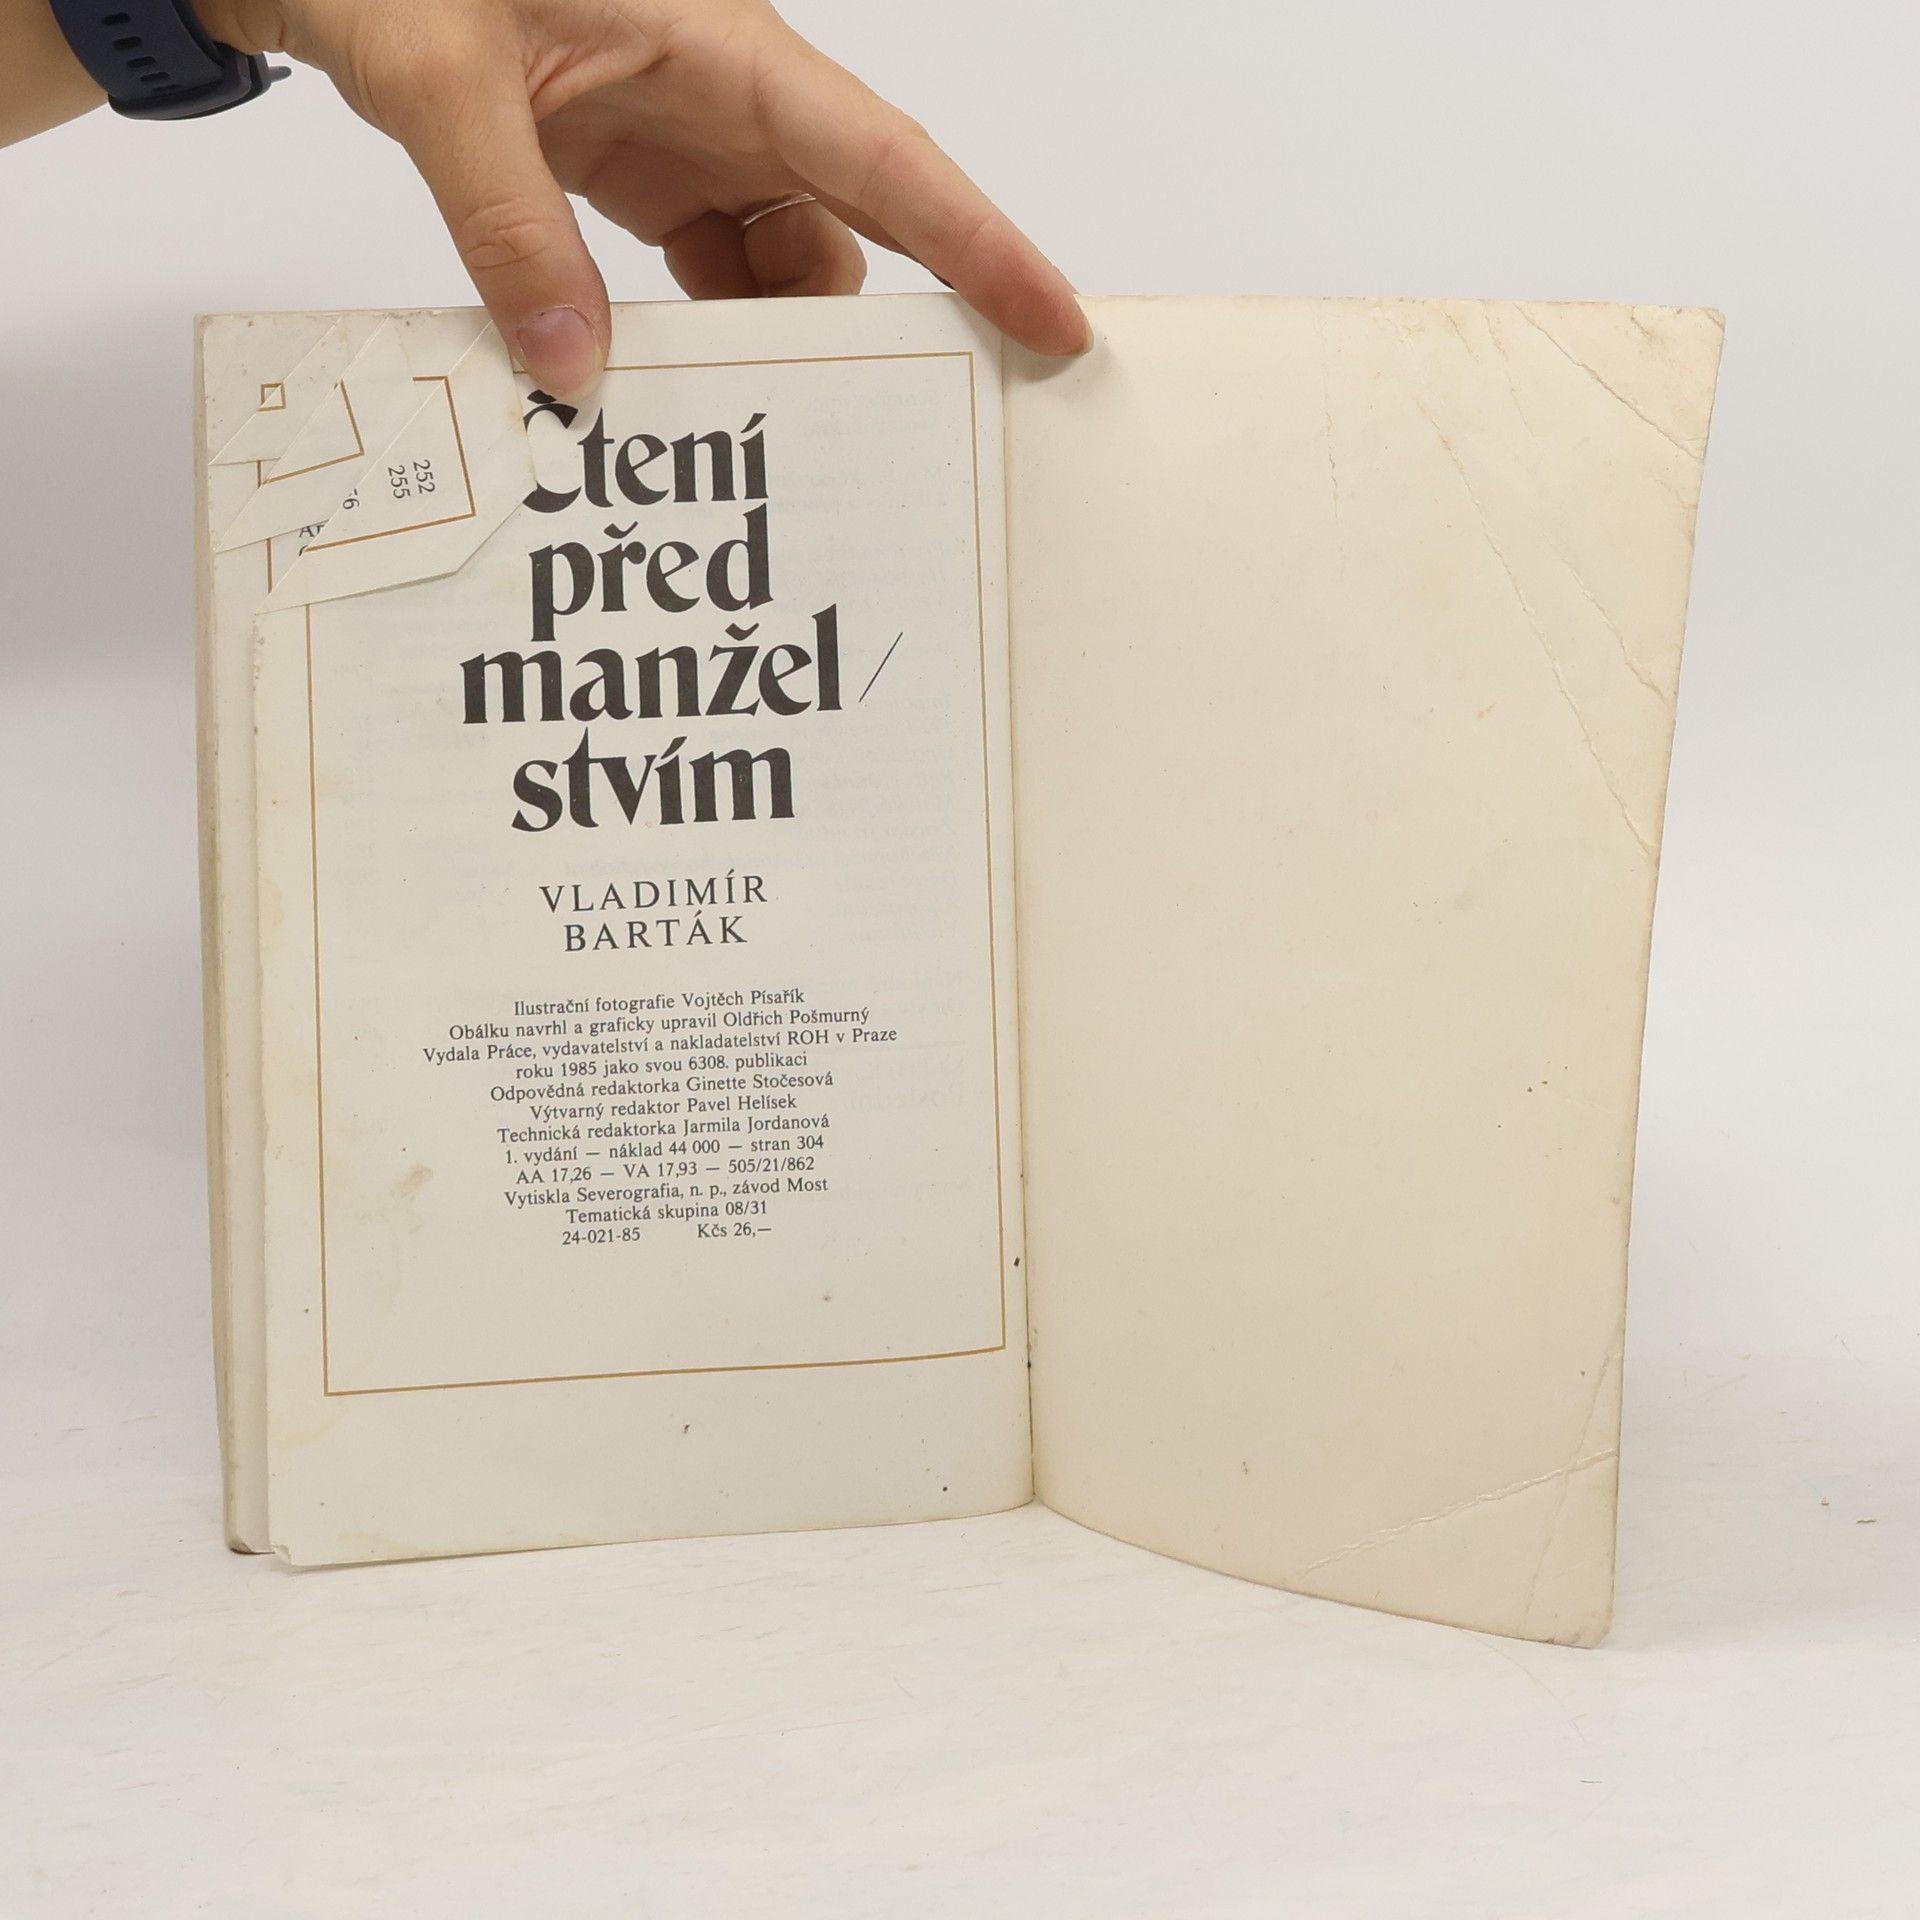 252
255
Čtení
před
manžel/
stvím
VLADIMÍR
BARTÁK
Ilustrační fotografie Vojtěch Písařík
Obálku navrhl a graficky upravil Oldřich Pošmurný
Vydala Práce, vydavatelství a nakladatelství ROH v Praze
roku 1985 jako svou 6308. publikaci
Odpovědná redaktorka Ginette Stočesová
Výtvarný redaktor Pavel Helísek
Technická redaktorka Jarmila Jordanová
1. vydání — náklad 44 000 — stran 304
AA 17,26 — VA 17,93 — 505/21/862
Vytiskla Severografia, n. p., závod Most
Tematická skupina 08/31
24-021-85 Kčs 26,—